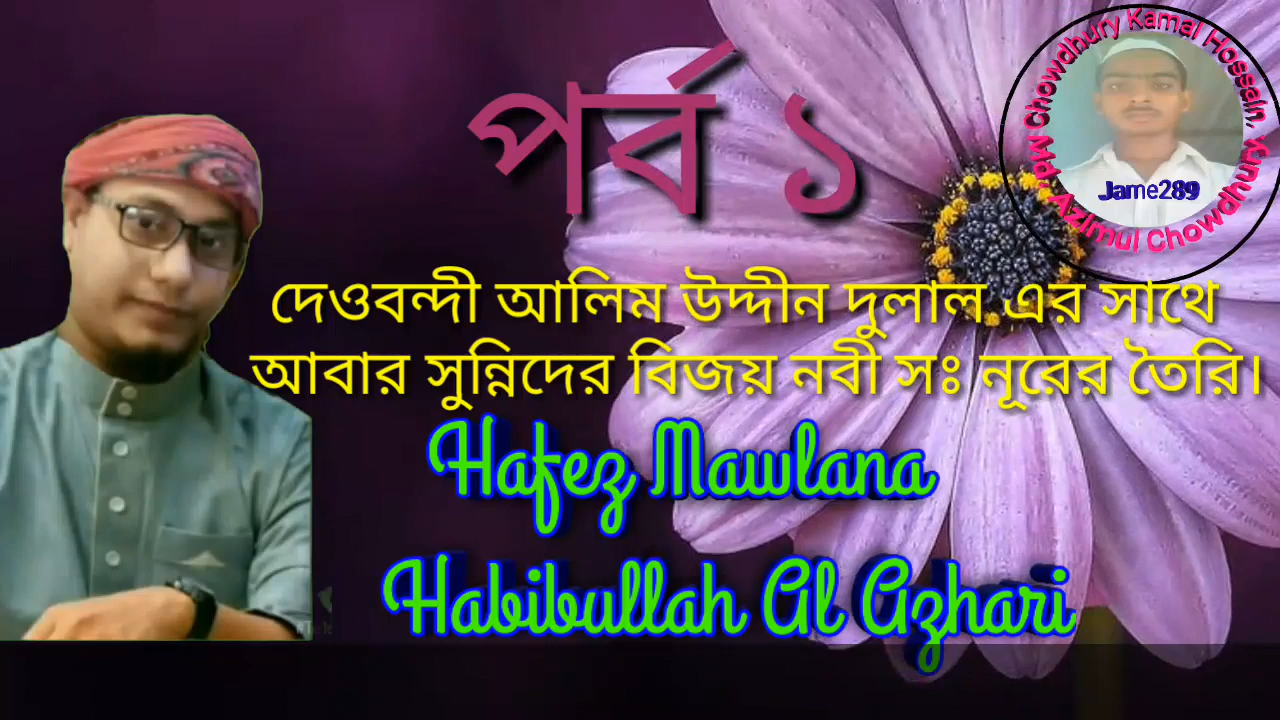 পর্ব ১
Md. Chowdhury Kamal Hossain,
Md. Azimul Chowdhury.
Jame289
দেওবন্দী আলিম উদ্দীন দুলাল এর সাথে
আবার সুন্নিদের বিজয় নবী সঃ নূরের তৈরি।
Hafez Mawlana
Habibullah Al Azhari